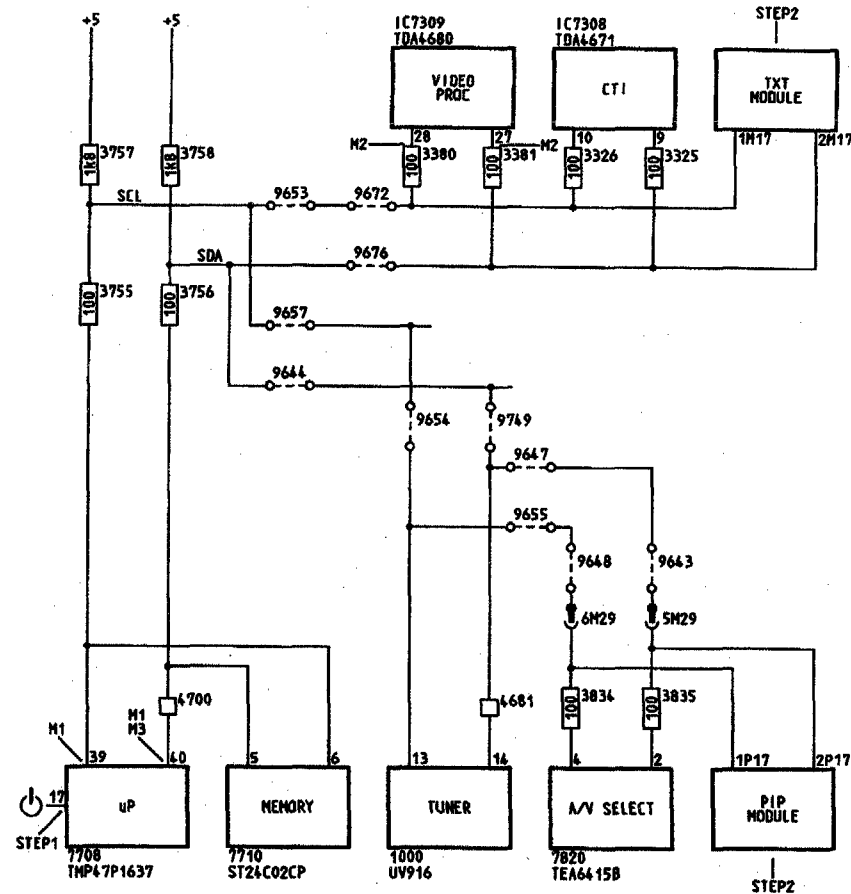 +5
+5
IC7309
TDA4680
IC7308
TDA4671
STEP2
VIDEO
PROC
CTI
TXT
MODULE
28
27
10
9
1M17
2M17
M2
M2
1k8
3757
1k8
3758
100
3380
100
3381
100
3326
100
3325
SCL
9653
9672
SDA
9676
100
3755
100
3756
9657
9644
9654
9749
9647
9655
9648
9643
6M29
5M29
4700
4681
100
3834
100
3835
M1
M1
M3
39
40
5
6
13
14
4
2
1P17
2P17
17
uP
MEMORY
TUNER
A/V SELECT
PIP
MODULE
STEP1
7708
TMP47P1637
7710
ST24C02CP
1000
UV916
7820
TEA6415B
STEP2